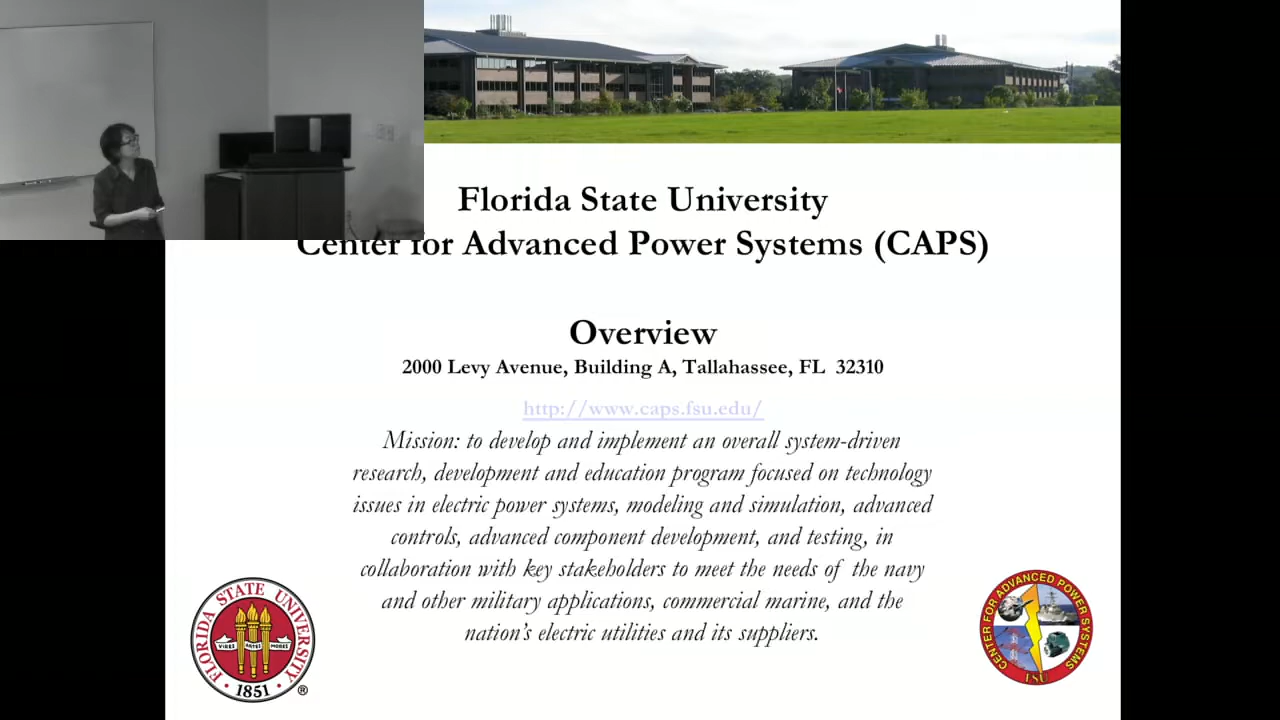 Florida State University
Center for Advanced Power Systems (CAPS)
Overview
2000 Levy Avenue, Building A, Tallahassee, FL 32310
http://www.caps.fsu.edu/
Mission: to develop and implement an overall system-driven
research, development and education program focused on technology
issues in electric power systems, modeling and simulation, advanced
controls, advanced component development, and testing, in
collaboration with key stakeholders to meet the needs of the navy
and other military applications, commercial marine, and the
nation's electric utilities and its suppliers.
FLORIDA STATE UNIVERSITY
VIRES ARTES MORES
1851
®
CENTER FOR ADVANCED POWER SYSTEMS
FSU